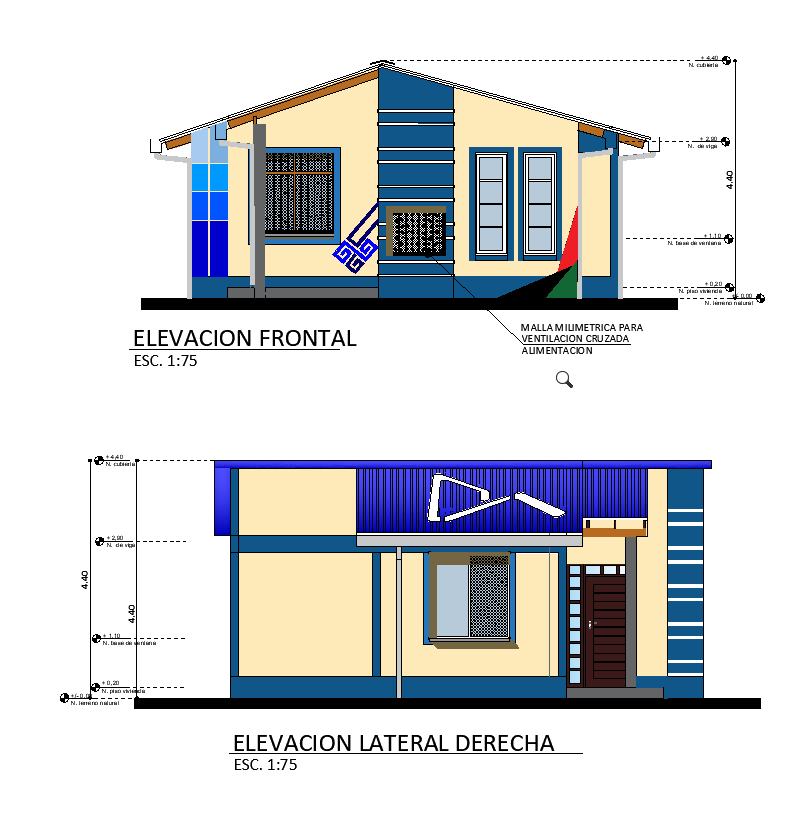 + 4,40
N. cubierta
+ 2,90
N. de viga
4.40
+ 1,10
N. base de ventana
+ 0,20
N. piso vivienda
+/- 0,00
N. terreno natural
ELEVACION FRONTAL
ESC. 1:75
MALLA MILIMETRICA PARA
VENTILACION CRUZADA
ALIMENTACION
+ 4,40
N. cubierta
+ 2,90
N. de viga
4.40
4.40
+ 1,10
N. base de ventana
+ 0,20
N. piso vivienda
+/- 0,00
N. terreno natural
ELEVACION LATERAL DERECHA
ESC. 1:75